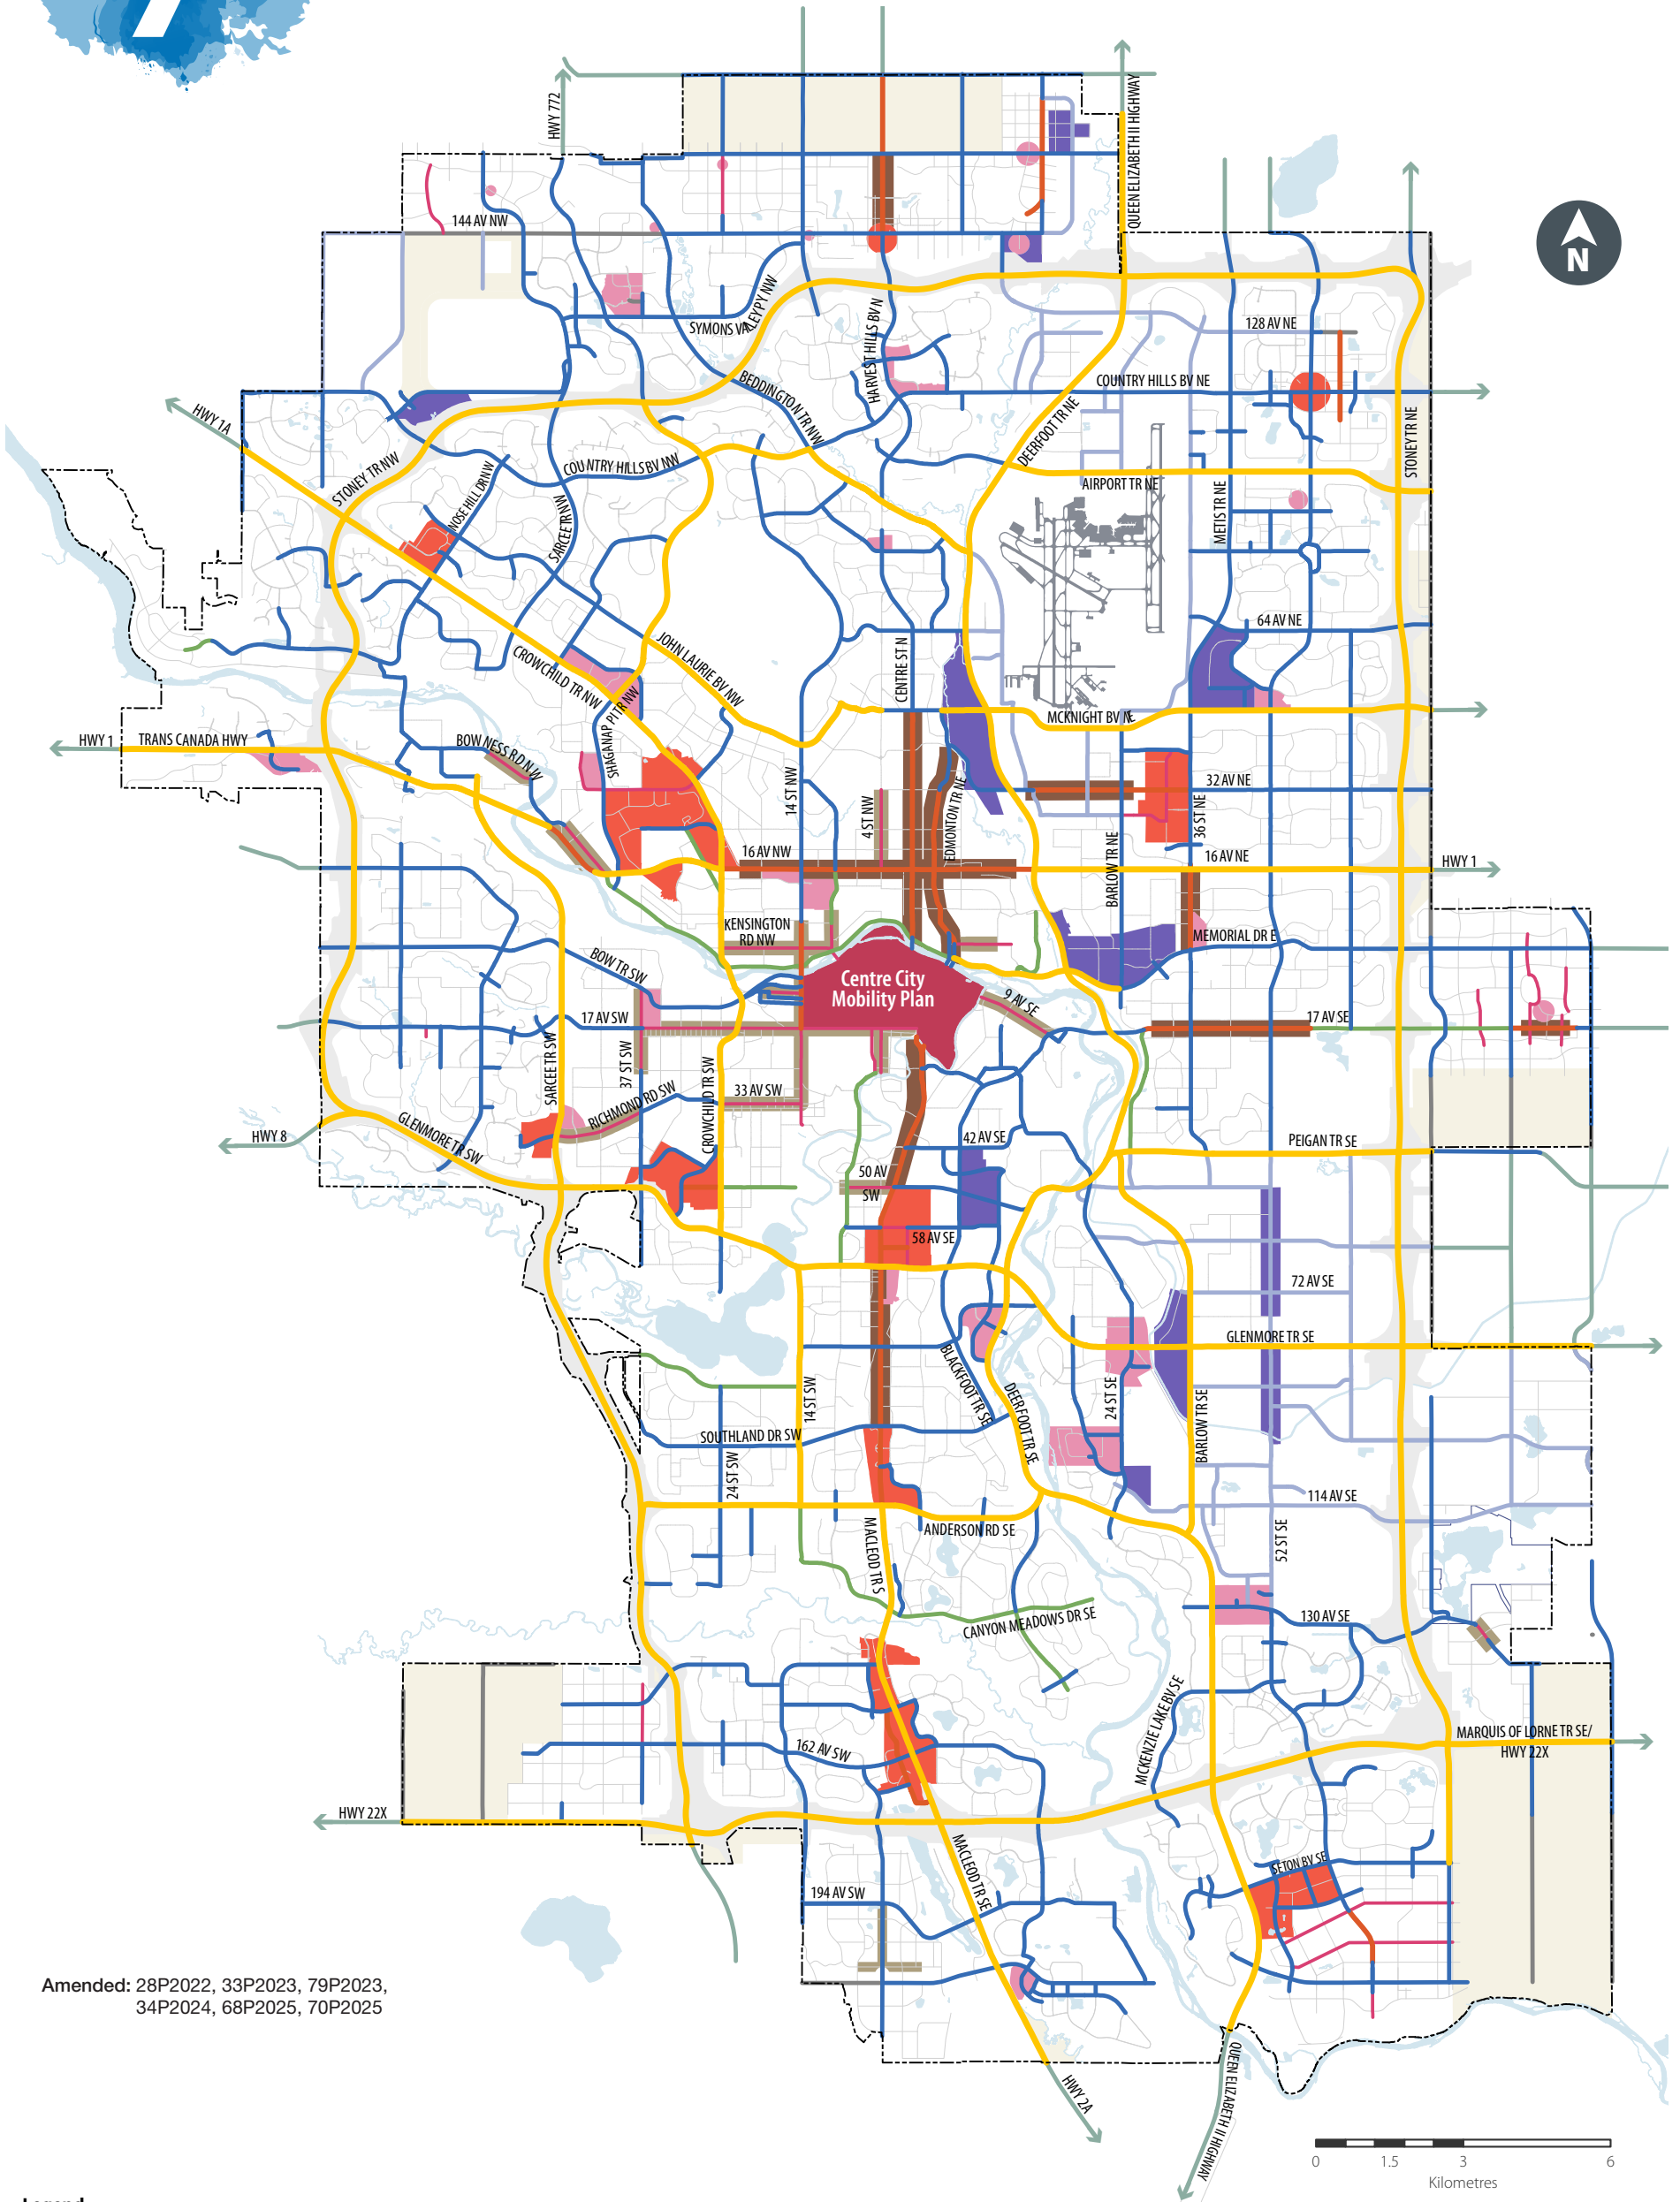 7
HWY 772
QUEEN ELIZABETH II HIGHWAY
144 AV NW
N
SYMONS VALLEY PY NW
HARVEST HILLS BV N
128 AV NE
BEDDINGTON TR NW
COUNTRY HILLS BV NE
HWY 1A
DEERFOOT TR NE
STONEY TR NE
STONEY TR NW
NOSE HILL DR NW
COUNTRY HILLS BV NW
SARCEE TR NW
AIRPORT TR NE
METIS TR NE
64 AV NE
JOHN LAURIE BV NW
CROWCHILD TR NW
CENTRE ST N
SHAGANAPPI TR NW
MCKNIGHT BV NE
HWY 1
TRANS CANADA HWY
BOWNESS RD NW
14 ST NW
4 ST NW
EDMONTON TR NE
32 AV NE
36 ST NE
BARLOW TR NE
16 AV NW
16 AV NE
HWY 1
KENSINGTON
RD NW
MEMORIAL DR E
BOW TR SW
Centre City
Mobility Plan
9 AV SE
17 AV SW
17 AV SE
SARCEE TR SW
37 ST SW
CROWCHILD TR SW
33 AV SW
RICHMOND RD SW
GLENMORE TR SW
HWY 8
42 AV SE
PEIGAN TR SE
50 AV
SW
58 AV SE
72 AV SE
GLENMORE TR SE
BLACKFOOT TR SE
DEERFOOT TR SE
24 ST SE
BARLOW TR SE
14 ST SW
SOUTHLAND DR SW
24 ST SW
114 AV SE
ANDERSON RD SE
MACLEOD TR S
52 ST SE
CANYON MEADOWS DR SE
130 AV SE
MCKENZIE LAKE BV SE
162 AV SW
MARQUIS OF LORNE TR SE/
HWY 22X
HWY 22X
MACLEOD TR SE
SETON BV SE
194 AV SW
Amended: 28P2022, 33P2023, 79P2023,
34P2024, 68P2025, 70P2025
HWY 2A
QUEEN ELIZABETH II HIGHWAY
0 1.5 3 6
Kilometres
Legend